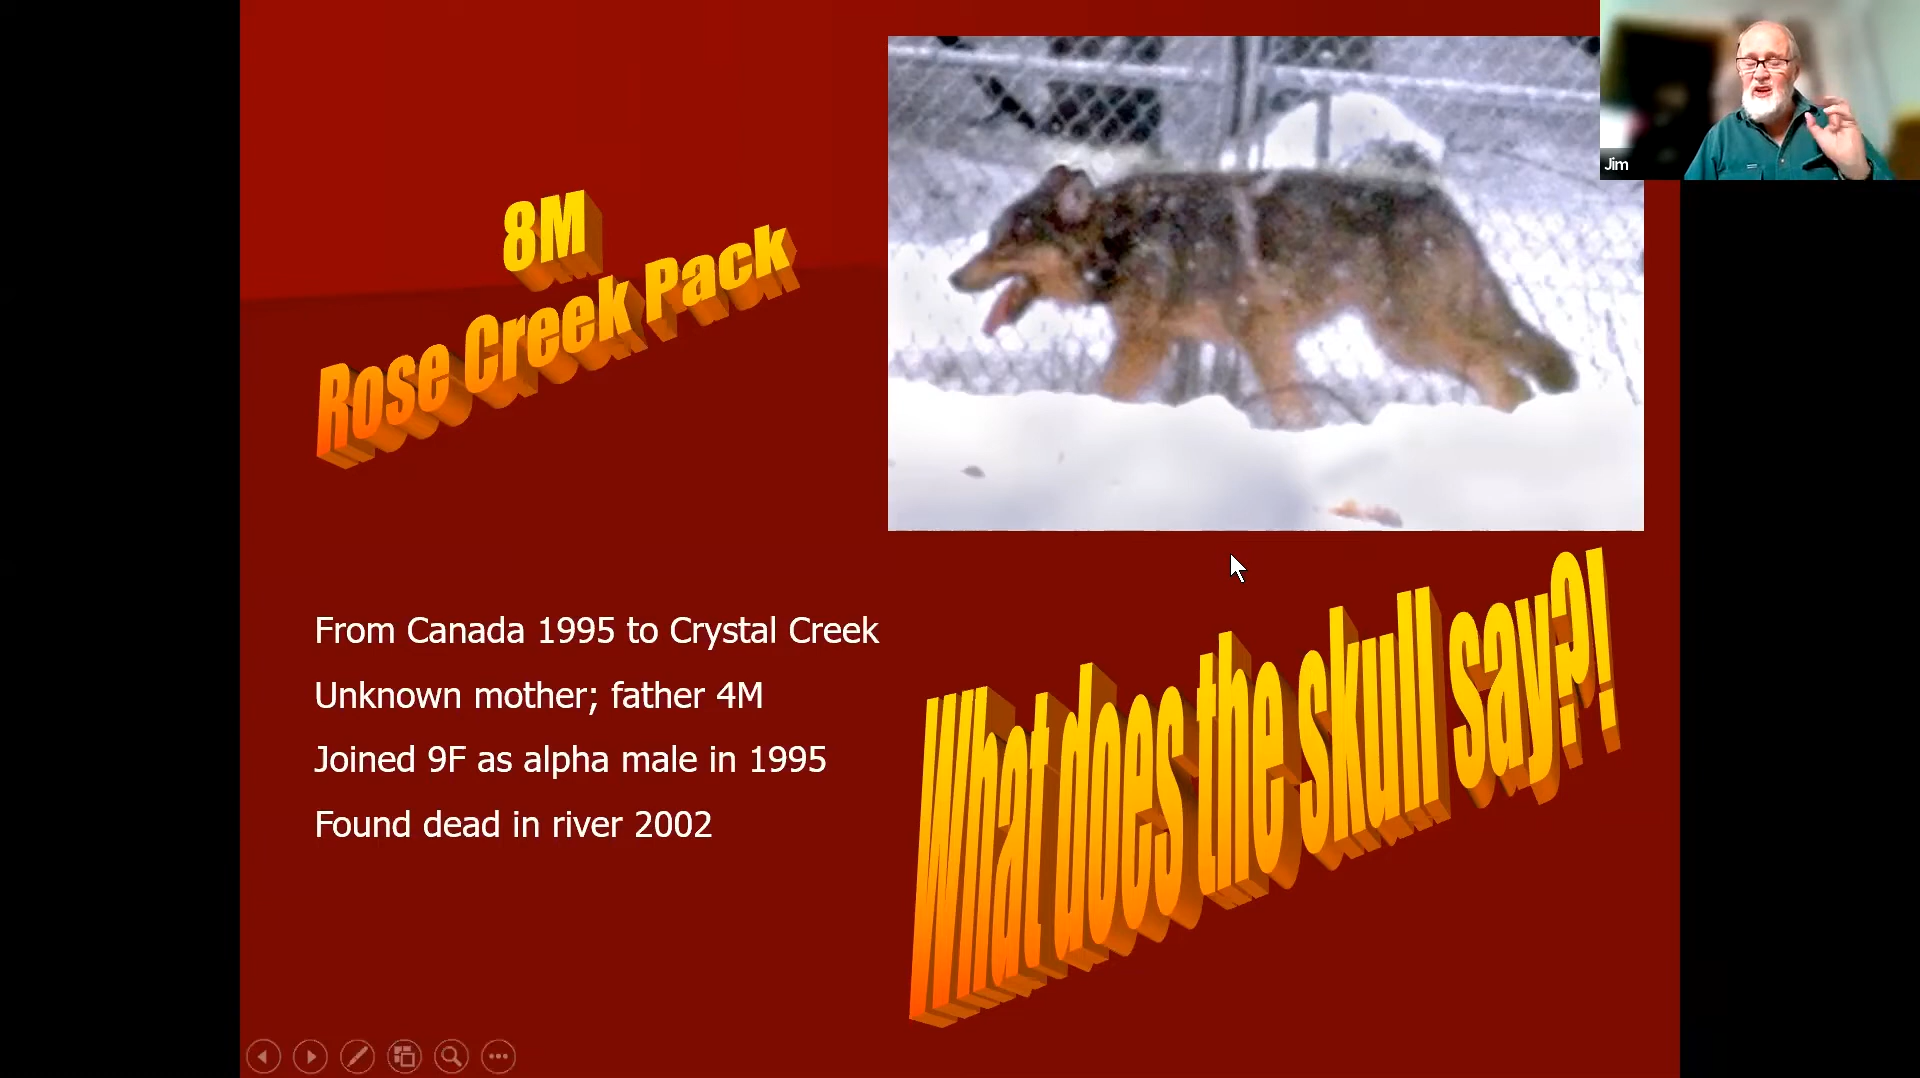 8M
Rose Creek Pack
Jim
From Canada 1995 to Crystal Creek
Unknown mother; father 4M
Joined 9F as alpha male in 1995
Found dead in river 2002
What does the skull say?!